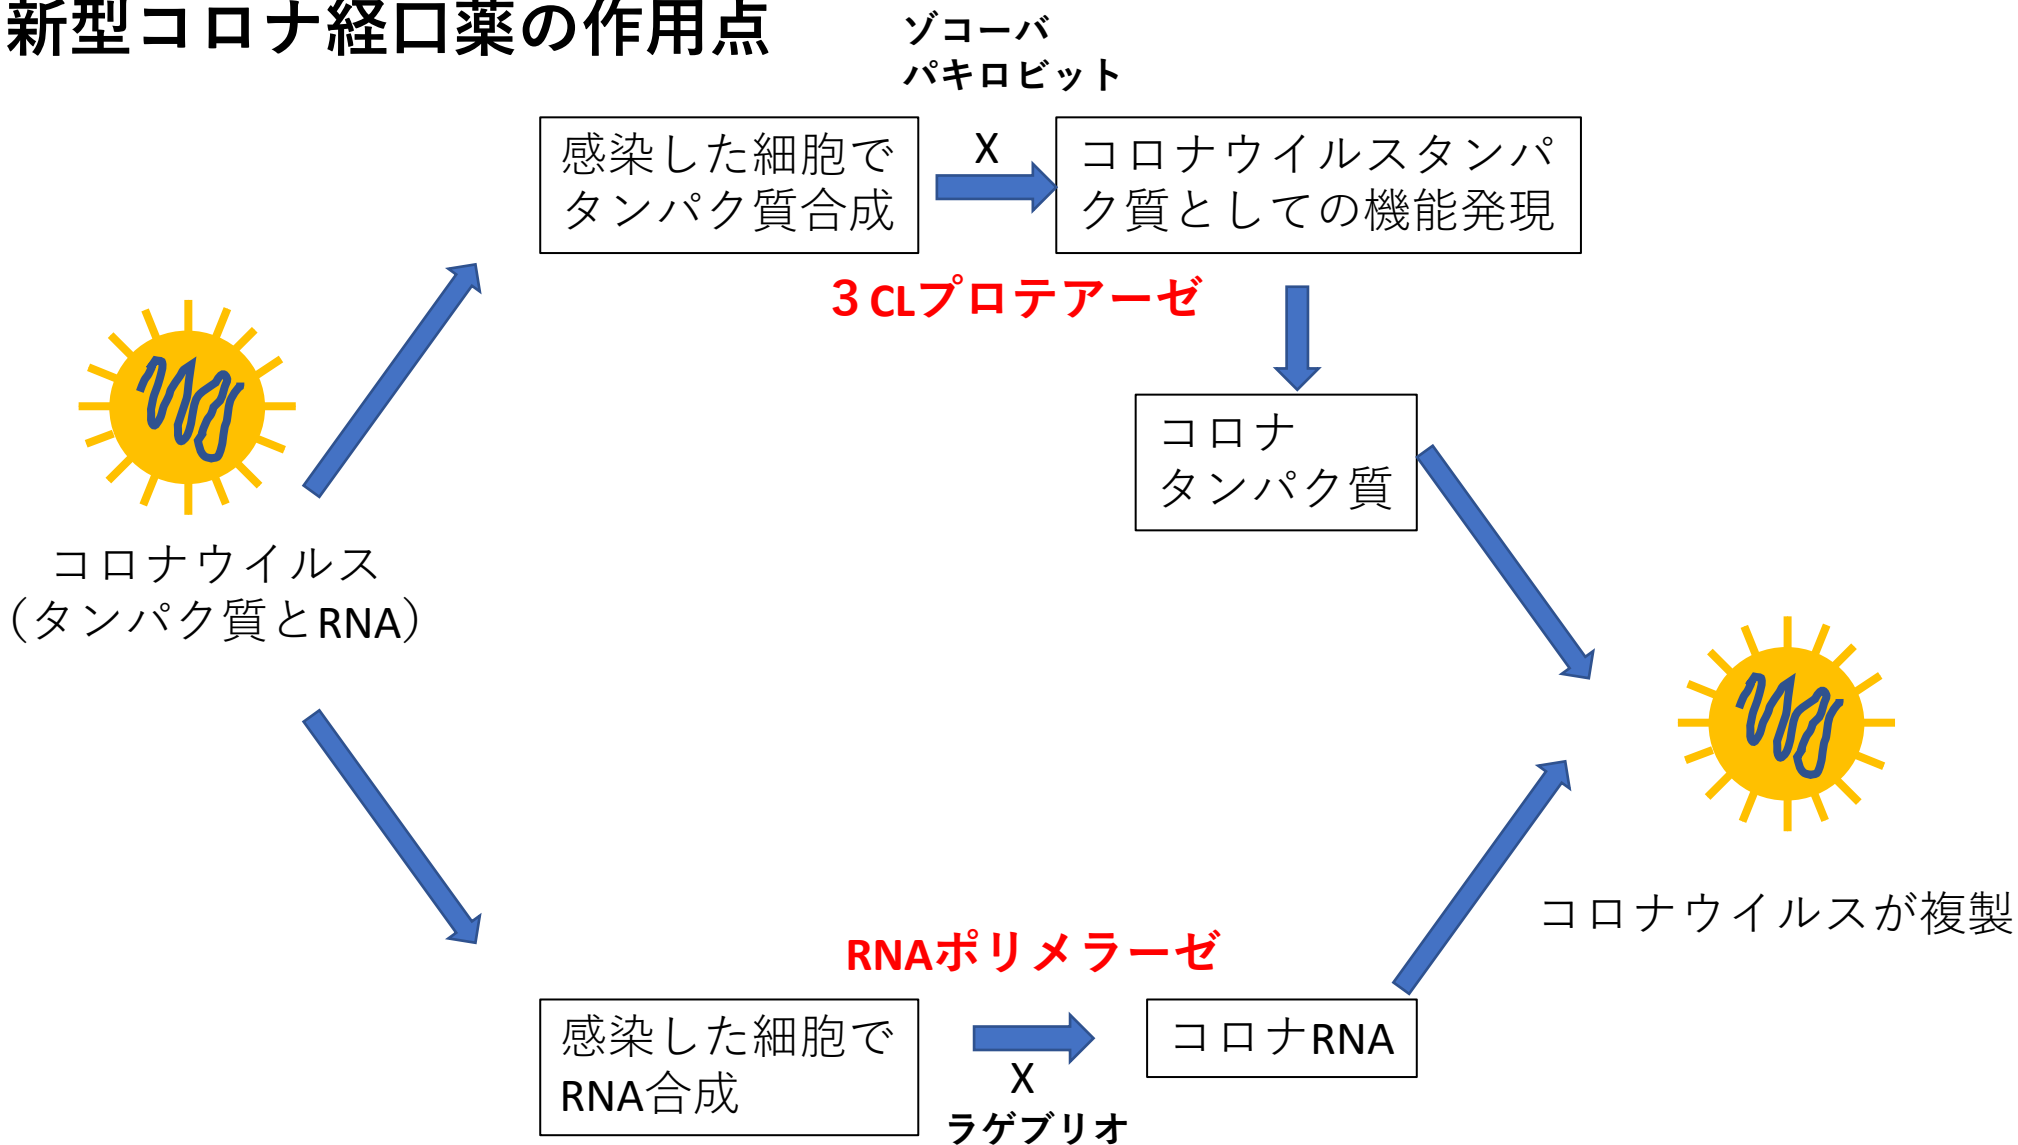 新型コロナ経口薬の作用点
ゾコーバ
パキロビット
感染した細胞で
タンパク質合成
X
コロナウイルスタンパ
ク質としての機能発現
３CLプロテアーゼ
コロナ
タンパク質
コロナウイルス
（タンパク質とRNA）
コロナウイルスが複製
RNAポリメラーゼ
感染した細胞で
RNA合成
X
ラゲブリオ
コロナRNA